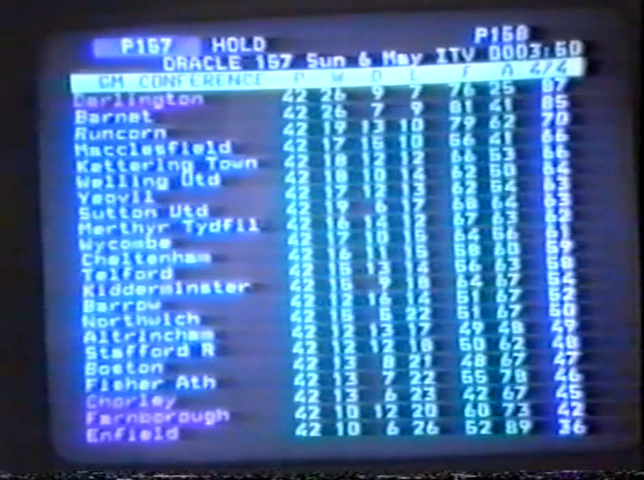 P157 HOLD P158
ORACLE 157 Sun 6 May ITV 0003:50
GM CONFERENCE P W D L F A 4/4
Darlington 42 26 9 7 76 25 87
Barnet 42 26 7 9 81 41 85
Runcorn 42 19 13 10 79 62 70
Macclesfield 42 17 15 10 56 41 66
Kettering Town 42 18 12 12 66 53 66
Welling Utd 42 18 10 14 62 50 64
Yeovil 42 17 12 13 62 54 63
Sutton Utd 42 19 6 17 68 64 63
Merthyr Tydfil 42 16 14 12 67 63 62
Wycombe 42 17 10 15 64 56 61
Cheltenham 42 16 11 15 58 60 59
Telford 42 15 13 14 56 63 58
Kidderminster 42 15 9 18 64 67 54
Barrow 42 12 16 14 51 67 52
Northwich 42 15 5 22 51 67 50
Altrincham 42 12 13 17 49 48 49
Stafford R 42 12 12 18 50 62 48
Boston 42 13 8 21 48 67 47
Fisher Ath 42 13 7 22 55 78 46
Chorley 42 13 6 23 42 67 45
Farnborough 42 10 12 20 60 73 42
Enfield 42 10 6 26 52 89 36